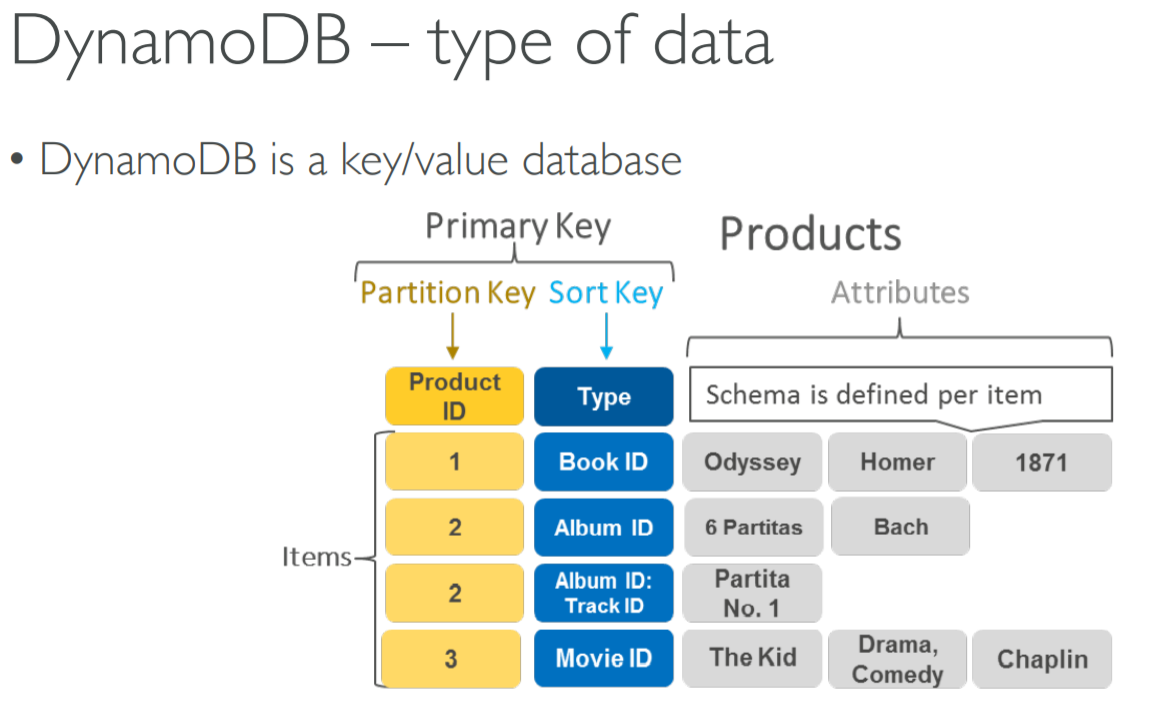 DynamoDB – type of data
• DynamoDB is a key/value database
Primary Key
Products
Partition Key
Sort Key
Attributes
Product
ID
Type
Schema is defined per item
Items
1
Book ID
Odyssey
Homer
1871
2
Album ID
6 Partitas
Bach
2
Album ID:
Track ID
Partita
No. 1
3
Movie ID
The Kid
Drama,
Comedy
Chaplin